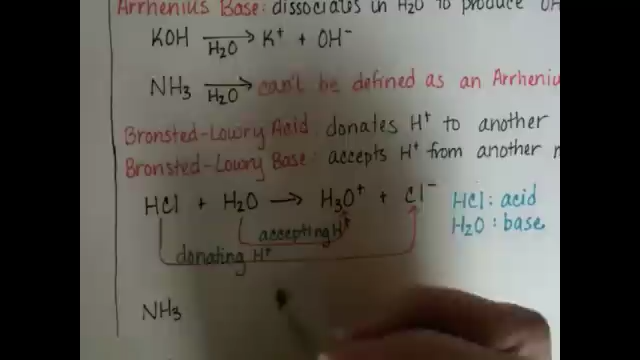 Arrhenius Base: dissociates in H₂O to produce OH
KOH —H₂O→ K⁺ + OH⁻
NH₃ —H₂O→ can't be defined as an Arrheniu
Bronsted-Lowry Acid: donates H⁺ to another
Bronsted-Lowry Base: accepts H⁺ from another
HCl + H₂O → H₃O⁺ + Cl⁻ HCl: acid
H₂O: base
accepting H⁺
donating H⁺
NH₃